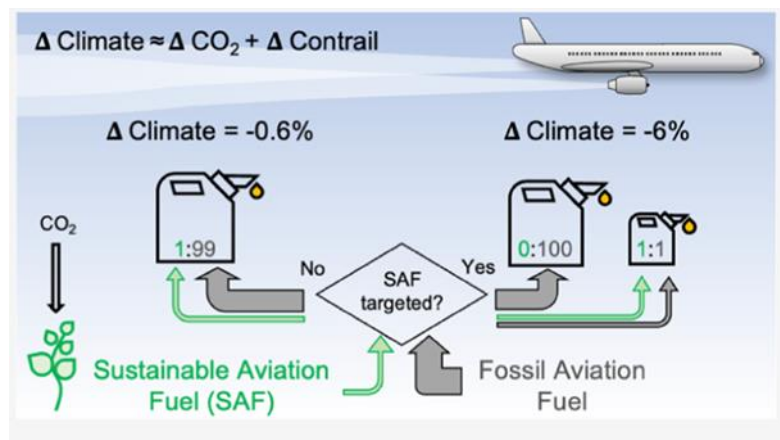 Δ Climate ≈ Δ CO₂ + Δ Contrail
Δ Climate = -0.6%
Δ Climate = -6%
CO₂
1:99
0:100
1:1
No
SAF
targeted?
Yes
Sustainable Aviation
Fuel (SAF)
Fossil Aviation
Fuel